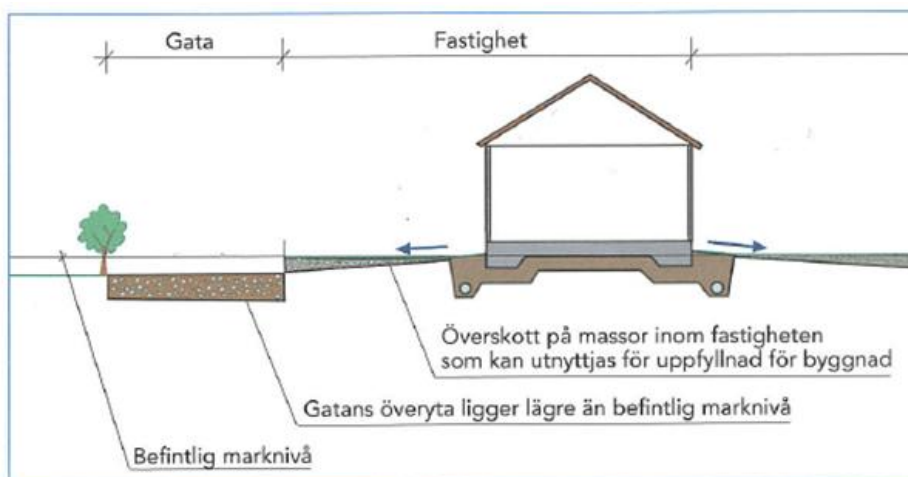 Gata
Fastighet
Överskott på massor inom fastigheten
som kan utnyttjas för uppfyllnad för byggnad
Gatans överyta ligger lägre än befintlig marknivå
Befintlig marknivå